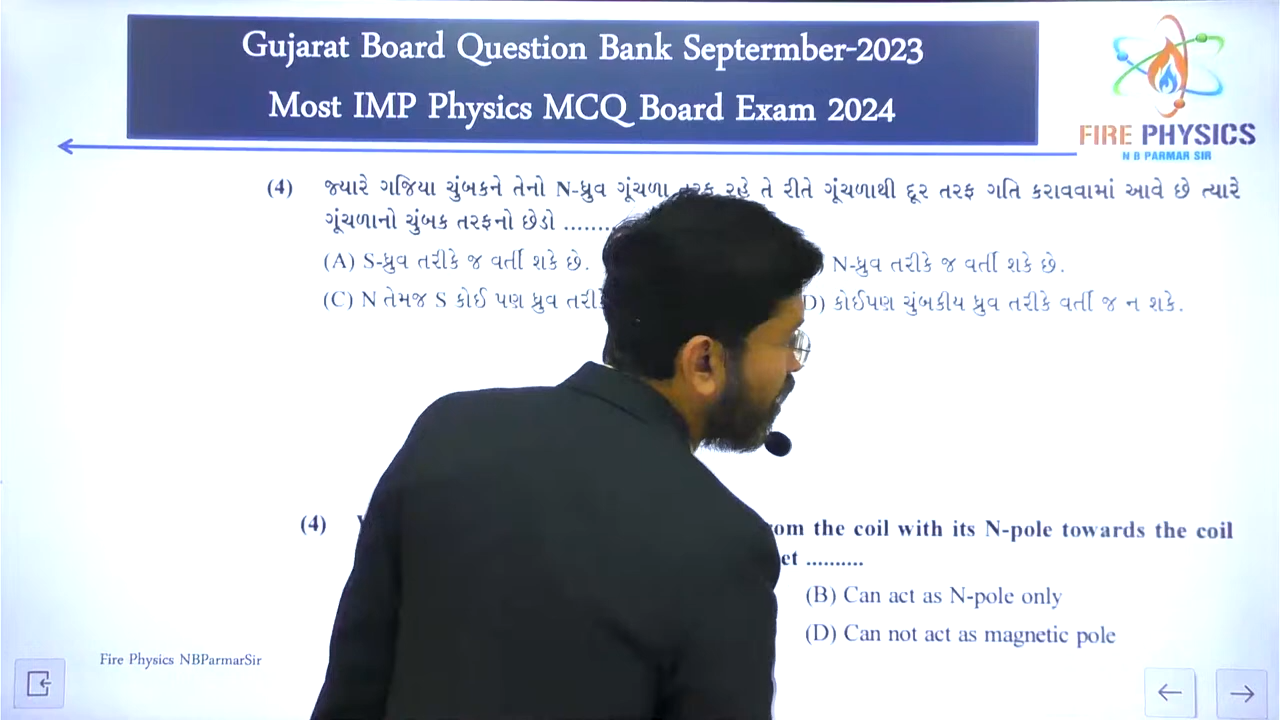 Gujarat Board Question Bank Septermber-2023
Most IMP Physics MCQ Board Exam 2024
FIRE PHYSICS
N B PARMAR SIR
(4) જ્યારે ગજિયા ચુંબકને તેનો N-ધ્રુવ ગૂંચળા તરફ રહે તે રીતે ગૂંચળાથી દૂર તરફ ગતિ કરાવવામાં આવે છે ત્યારે
ગૂંચળાનો ચુંબક તરફનો છેડો ..........
(A) S-ધ્રુવ તરીકે જ વર્તી શકે છે. N-ધ્રુવ તરીકે જ વર્તી શકે છે.
(C) N તેમજ S કોઈ પણ ધ્રુવ D) કોઈપણ ચુંબકીય ધ્રુવ તરીકે વર્તી જ ન શકે.
(4) the coil with its N-pole towards the coil
..........
(B) Can act as N-pole only
(D) Can not act as magnetic pole
Fire Physics NBParmarSir